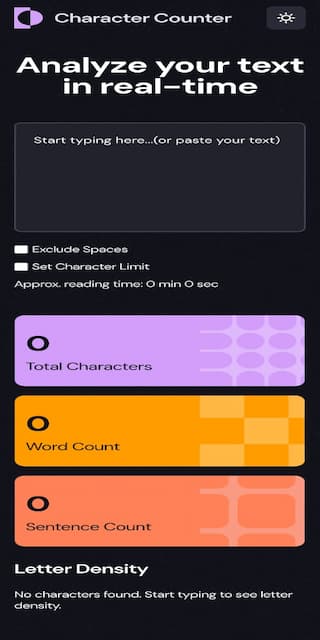 Character Counter
Analyze your text
in real-time
Start typing here...(or paste your text)
Exclude Spaces
Set Character Limit
Approx. reading time: 0 min 0 sec
0
Total Characters
0
Word Count
0
Sentence Count
Letter Density
No characters found. Start typing to see letter
density.